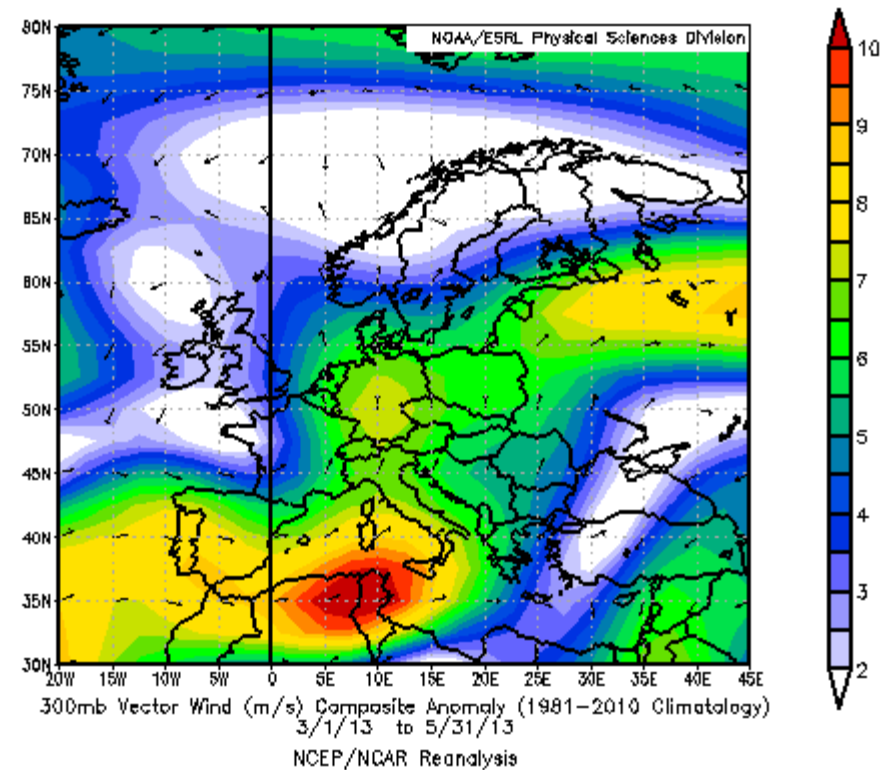 NOAA/ESRL Physical Sciences Division
80N
75N
70N
65N
60N
55N
50N
45N
40N
35N
30N
20W 15W 10W 5W 0 5E 10E 15E 20E 25E 30E 35E 40E 45E
10
9
8
7
6
5
4
3
2
300mb Vector Wind (m/s) Composite Anomaly (1981-2010 Climatology)
3/1/13 to 5/31/13
NCEP/NCAR Reanalysis